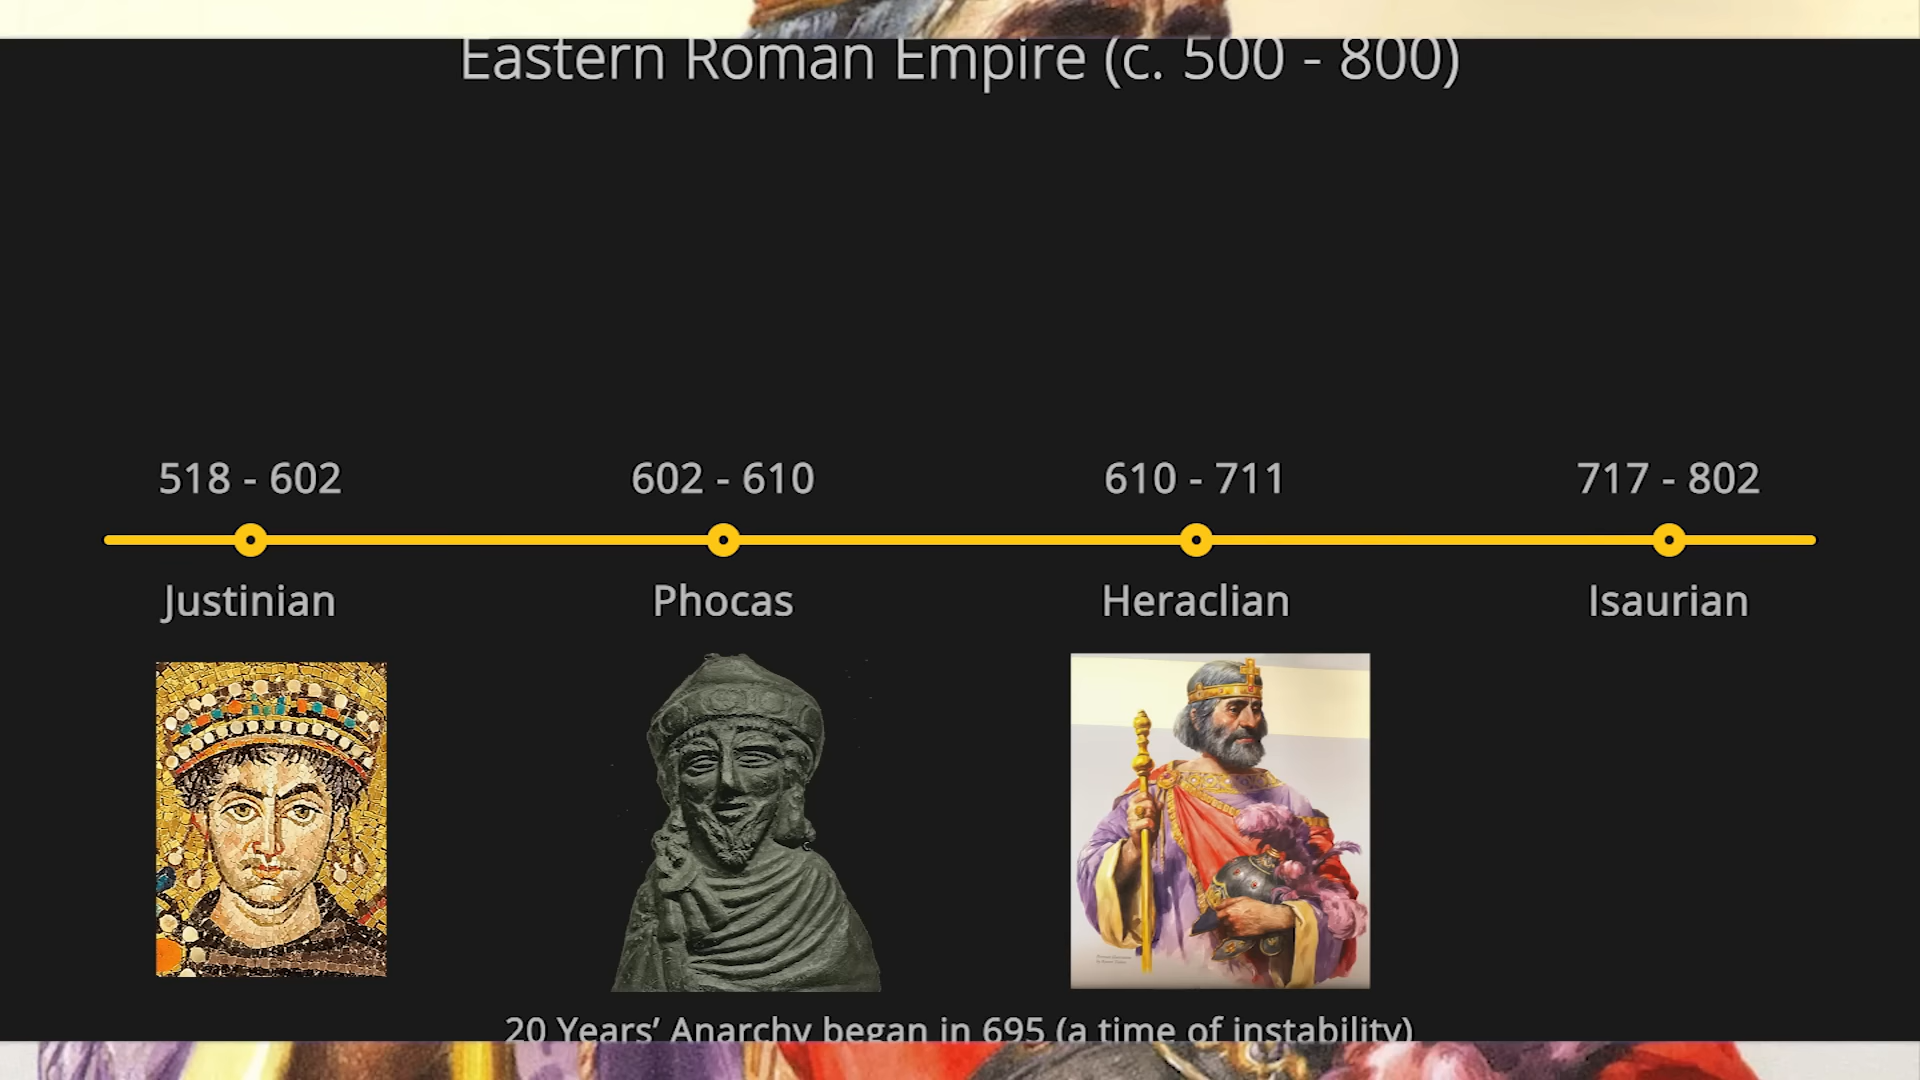 Eastern Roman Empire (c. 500 - 800)
518 - 602
602 - 610
610 - 711
717 - 802
Justinian
Phocas
Heraclian
Isaurian
20 Years’ Anarchy began in 695 (a time of instability)